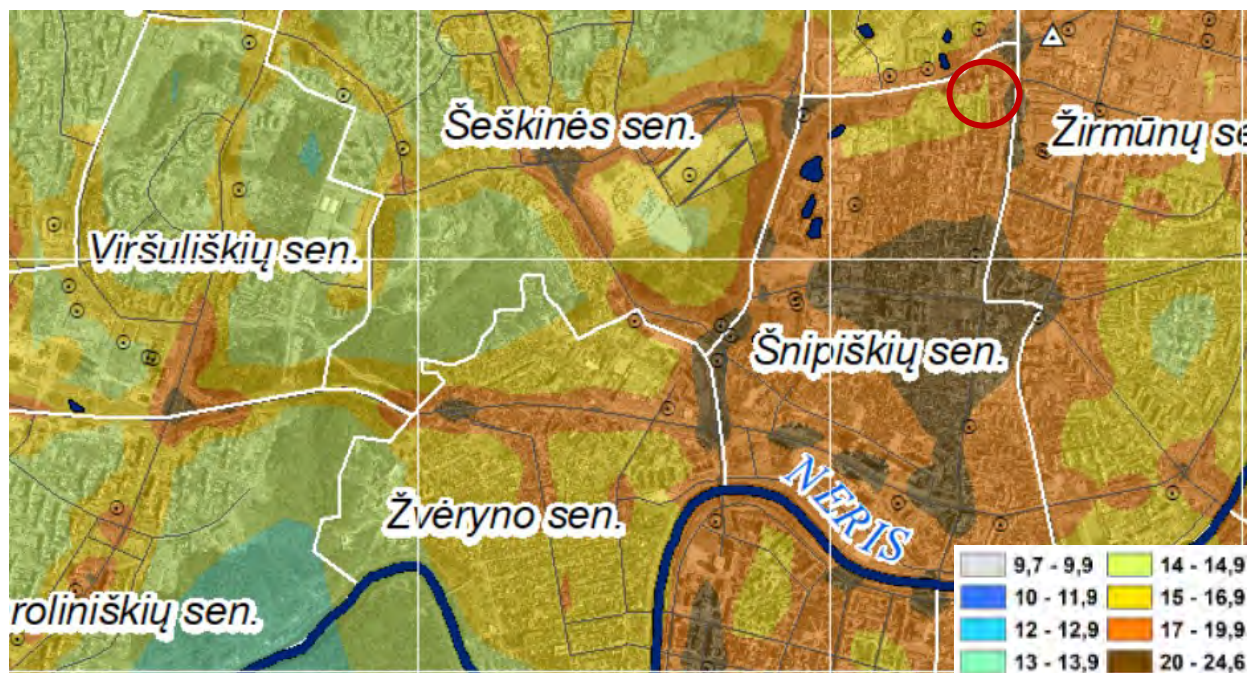 Šeškinės sen.
Žirmūnų se
Viršuliškių sen.
Šnipiškių sen.
Žvėryno sen.
NERIS
roliniškių sen.
9,7 - 9,9
14 - 14,9
10 - 11,9
15 - 16,9
12 - 12,9
17 - 19,9
13 - 13,9
20 - 24,6